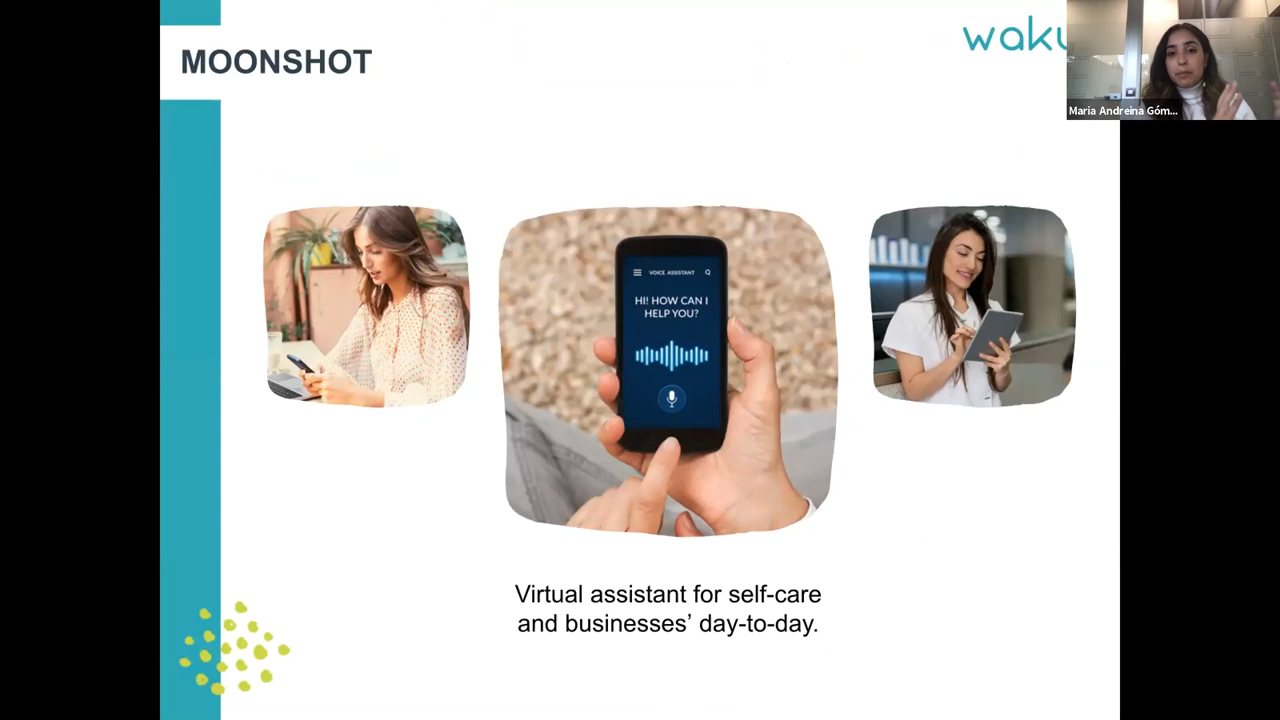 MOONSHOT
Maria Andreina Góm...
VOICE ASSISTANT
HI! HOW CAN I
HELP YOU?
Virtual assistant for self-care
and businesses’ day-to-day.